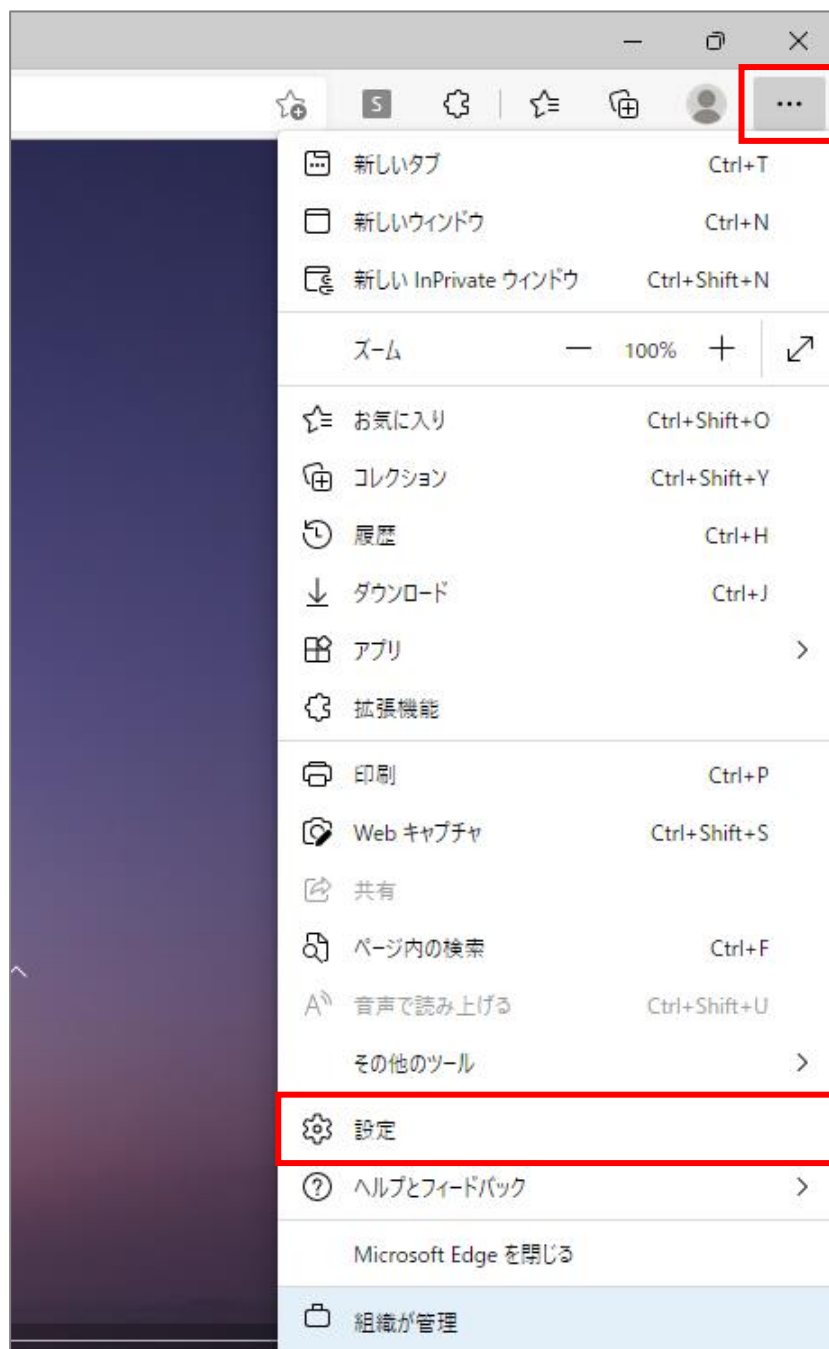 S
新しいタブ Ctrl+T
新しいウィンドウ Ctrl+N
新しい InPrivate ウィンドウ Ctrl+Shift+N
ズーム 100%
お気に入り Ctrl+Shift+O
コレクション Ctrl+Shift+Y
履歴 Ctrl+H
ダウンロード Ctrl+J
アプリ
拡張機能
印刷 Ctrl+P
Web キャプチャ Ctrl+Shift+S
共有
ページ内の検索 Ctrl+F
音声で読み上げる Ctrl+Shift+U
その他のツール
設定
ヘルプとフィードバック
Microsoft Edge を閉じる
組織が管理